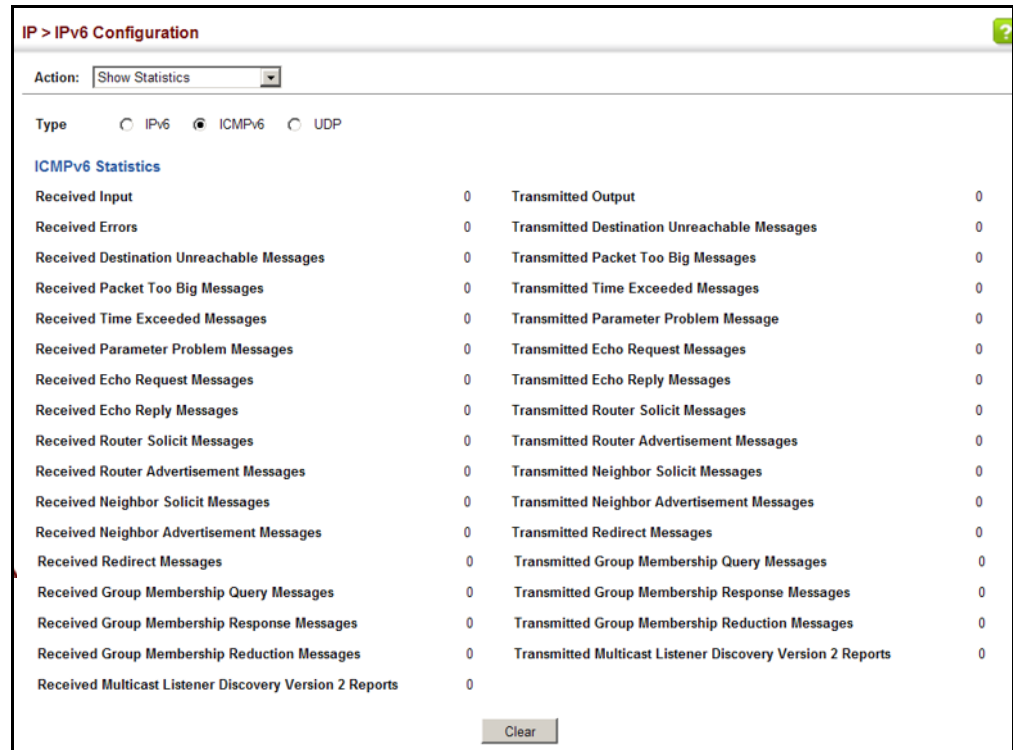 IP > IPv6 Configuration
?
Action: Show Statistics
Type IPv6 ICMPv6 UDP
ICMPv6 Statistics
Received Input 0 Transmitted Output 0
Received Errors 0 Transmitted Destination Unreachable Messages 0
Received Destination Unreachable Messages 0 Transmitted Packet Too Big Messages 0
Received Packet Too Big Messages 0 Transmitted Time Exceeded Messages 0
Received Time Exceeded Messages 0 Transmitted Parameter Problem Message 0
Received Parameter Problem Messages 0 Transmitted Echo Request Messages 0
Received Echo Request Messages 0 Transmitted Echo Reply Messages 0
Received Echo Reply Messages 0 Transmitted Router Solicit Messages 0
Received Router Solicit Messages 0 Transmitted Router Advertisement Messages 0
Received Router Advertisement Messages 0 Transmitted Neighbor Solicit Messages 0
Received Neighbor Solicit Messages 0 Transmitted Neighbor Advertisement Messages 0
Received Neighbor Advertisement Messages 0 Transmitted Redirect Messages 0
Received Redirect Messages 0 Transmitted Group Membership Query Messages 0
Received Group Membership Query Messages 0 Transmitted Group Membership Response Messages 0
Received Group Membership Response Messages 0 Transmitted Group Membership Reduction Messages 0
Received Group Membership Reduction Messages 0 Transmitted Multicast Listener Discovery Version 2 Reports 0
Received Multicast Listener Discovery Version 2 Reports 0
Clear